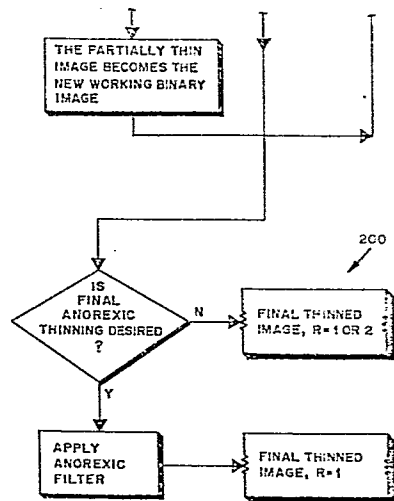 THE PARTIALLY THIN
IMAGE BECOMES THE
NEW WORKING BINARY
IMAGE
200
IS
FINAL
ANOREXIC
THINNING DESIRED
?
N
FINAL THINNED
IMAGE, R=1 OR 2
Y
APPLY
ANOREXIC
FILTER
FINAL THINNED
IMAGE, R=1